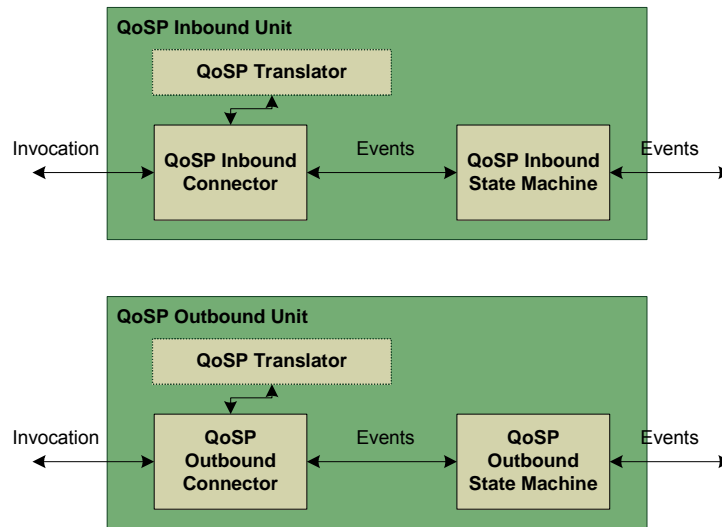 QoSP Inbound Unit
QoSP Translator
Invocation
QoSP Inbound
Connector
Events
QoSP Inbound
State Machine
Events
QoSP Outbound Unit
QoSP Translator
Invocation
QoSP
Outbound
Connector
Events
QoSP
Outbound
State Machine
Events